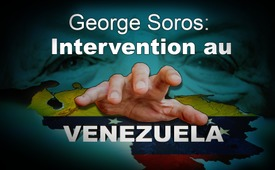 George Soros:
Intervention au
VENEZUELA